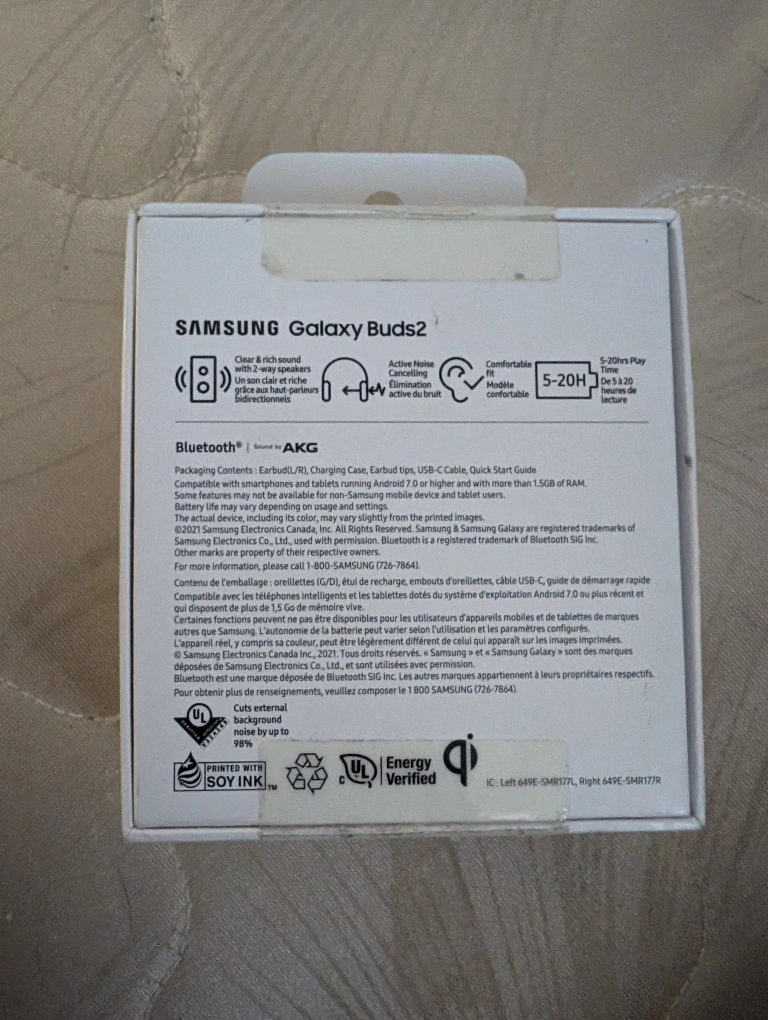 SAMSUNG Galaxy Buds2
Clear & rich sound
with 2-way speakers
Un son clair et riche
grâce aux haut-parleurs
bidirectionnels
Active Noise
Cancelling
Élimination
active du bruit
Comfortable
fit
Modèle
confortable
5-20H
5-20hrs Play
Time
De 5 à 20
heures de
lecture
Bluetooth® | Sound by AKG
Packaging Contents : Earbud(L/R), Charging Case, Earbud tips, USB-C Cable, Quick Start Guide
Compatible with smartphones and tablets running Android 7.0 or higher and with more than 1.5GB of RAM.
Some features may not be available for non-Samsung mobile device and tablet users.
Battery life may vary depending on usage and settings.
The actual device, including its color, may vary slightly from the printed images.
©2021 Samsung Electronics Canada, Inc. All Rights Reserved. Samsung & Samsung Galaxy are registered trademarks of
Samsung Electronics Co., Ltd., used with permission. Bluetooth is a registered trademark of Bluetooth SIG Inc.
Other marks are property of their respective owners.
For more information, please call 1-800-SAMSUNG (726-7864).
Contenu de l'emballage : oreillettes (G/D), étui de recharge, embouts d'oreillettes, câble USB-C, guide de démarrage rapide
Compatible avec les téléphones intelligents et les tablettes dotés du système d'exploitation Android 7.0 ou plus récent et
qui disposent de plus de 1,5 Go de mémoire vive.
Certaines fonctions peuvent ne pas être disponibles pour les utilisateurs d'appareils mobiles et de tablettes de marques
autres que Samsung. L'autonomie de la batterie peut varier selon l'utilisation et les paramètres configurés.
L'appareil réel, y compris sa couleur, peut être légèrement différent de celui qui apparaît sur les images imprimées.
© Samsung Electronics Canada Inc., 2021. Tous droits réservés. « Samsung » et « Samsung Galaxy » sont des marques
déposées de Samsung Electronics Co., Ltd., et sont utilisées avec permission.
Bluetooth est une marque déposée de Bluetooth SIG Inc. Les autres marques appartiennent à leurs propriétaires respectifs.
Pour obtenir plus de renseignements, veuillez composer le 1 800 SAMSUNG (726-7864).
UL
Cuts external
background
noise by up to
98%
PRINTED WITH
SOY INK™
C UL
Energy
Verified
qi
IC : Left 649E-SMR177L, Right 649E-SMR177R